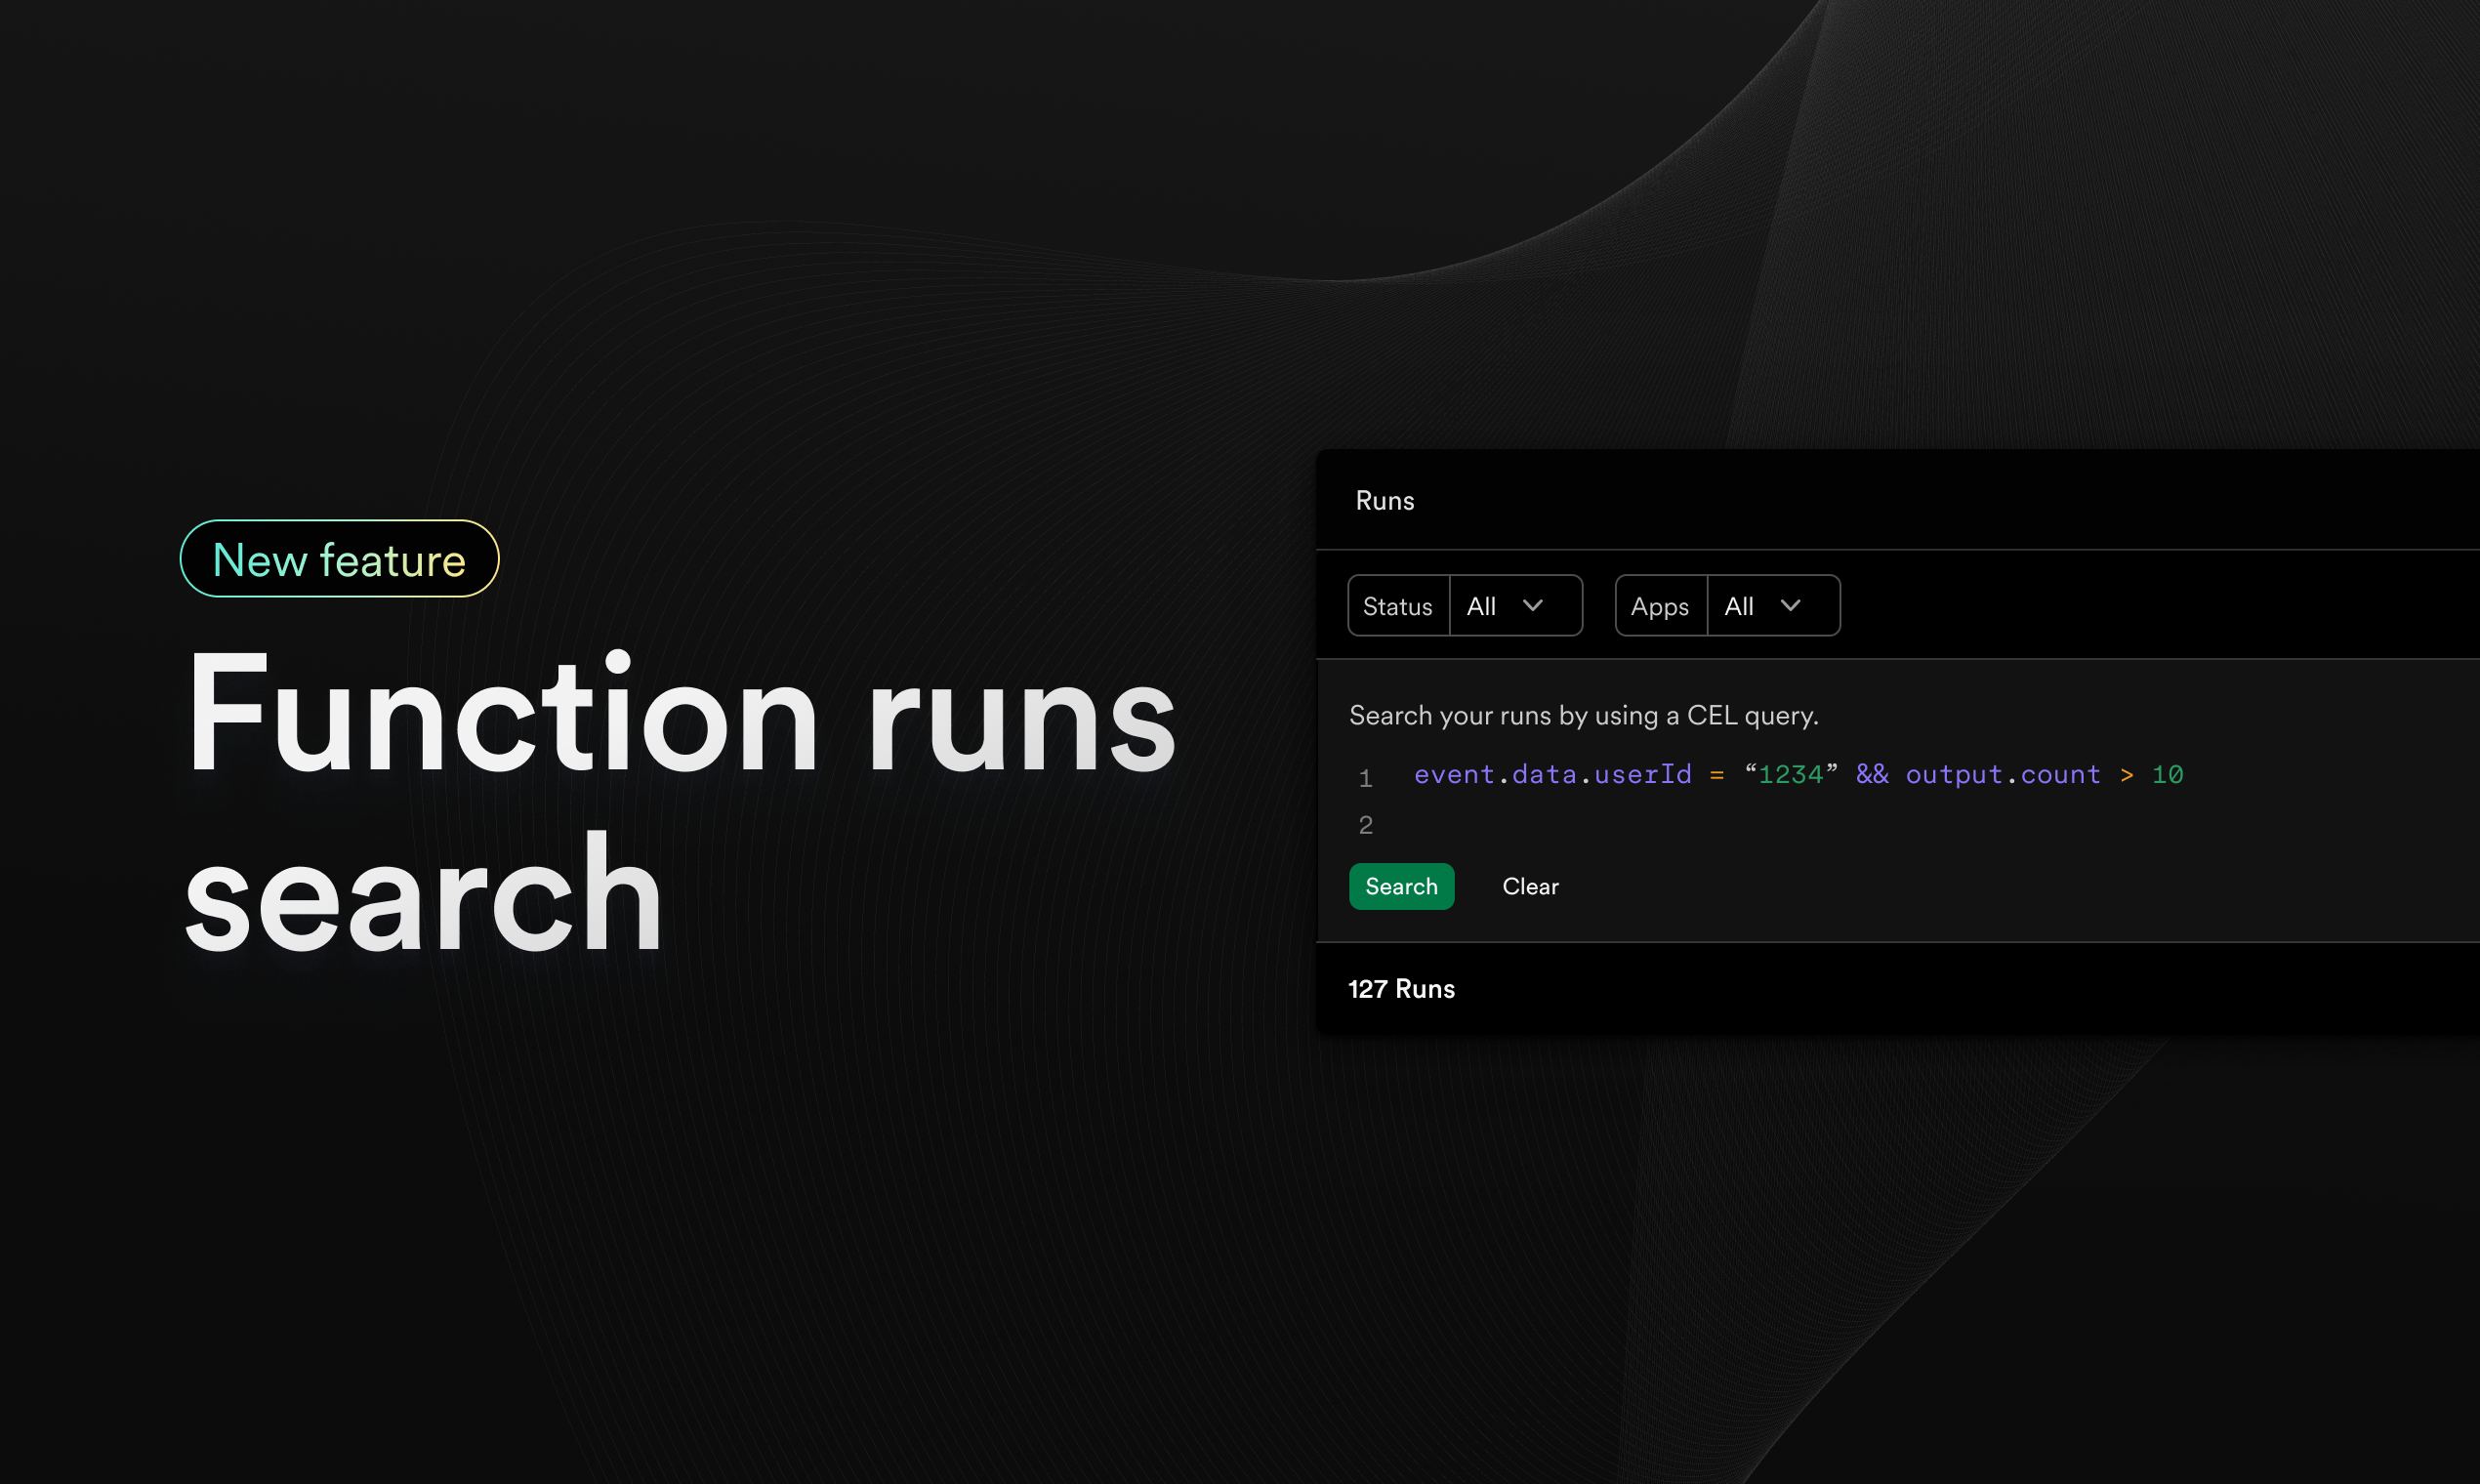 New feature
Function runs
search
Runs
Status All Apps All
Search your runs by using a CEL query.
1 event.data.userId = “1234” && output.count > 10
2
Search Clear
127 Runs